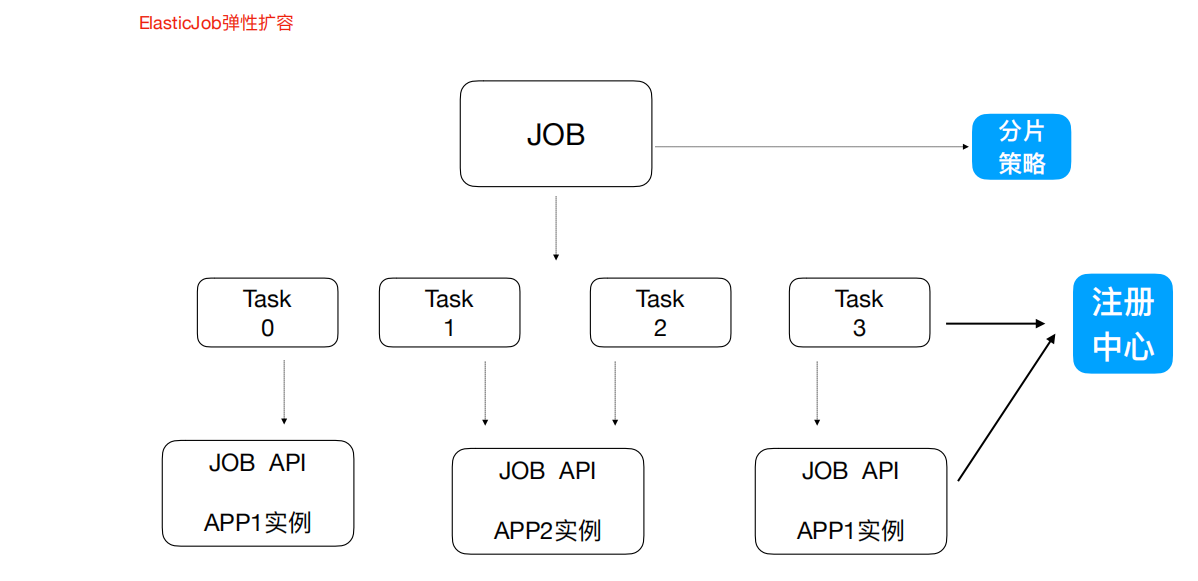 ElasticJob弹性扩容
JOB
分片
策略
Task
0
Task
1
Task
2
Task
3
注册
中心
JOB API
APP1实例
JOB API
APP2实例
JOB API
APP1实例